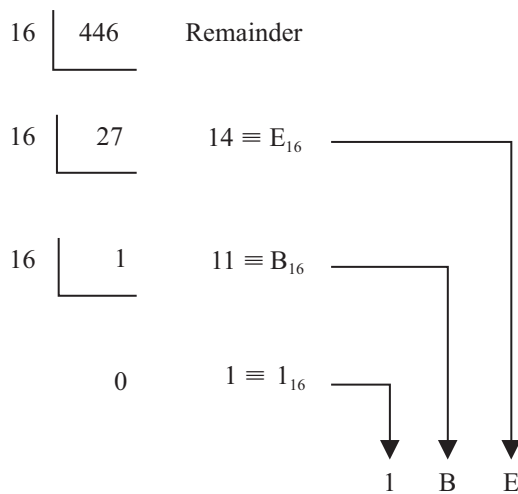 16 446 Remainder
16 27 14 ≡ E₁₆
16 1 11 ≡ B₁₆
0 1 ≡ 1₁₆
1 B E